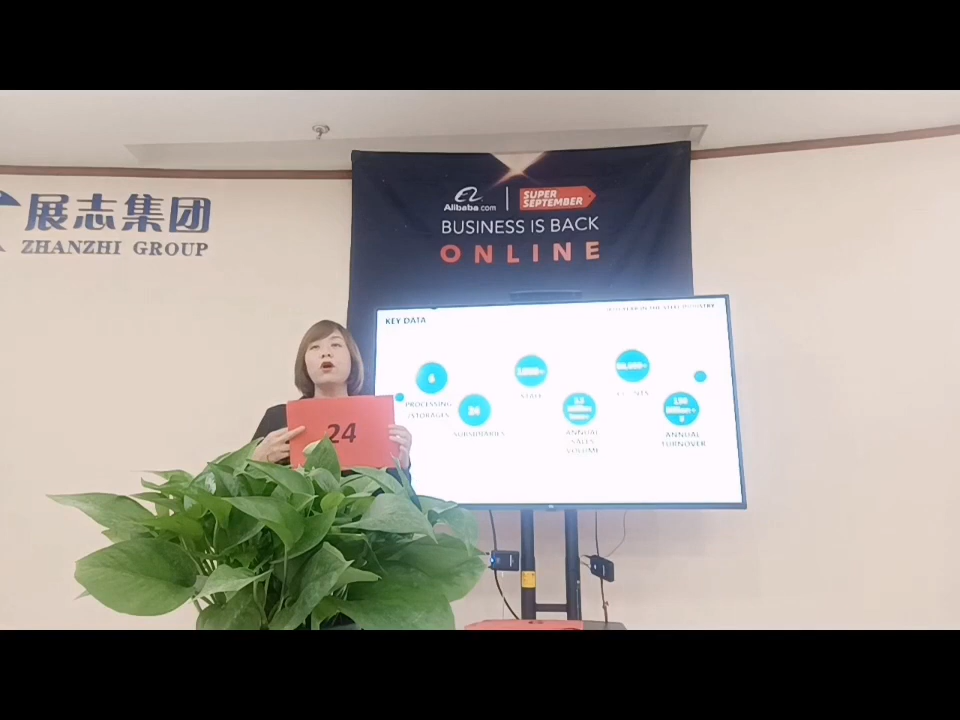 展志集团
ZHANZHI GROUP
Alibaba.com
SUPER
SEPTEMBER
BUSINESS IS BACK
ONLINE
KEY DATA
6
PROCESSING
/STORAGES
24
SUBSIDIARIES
STAFF
ANNUAL
SALES
VOLUME
ANNUAL
TURNOVER
24